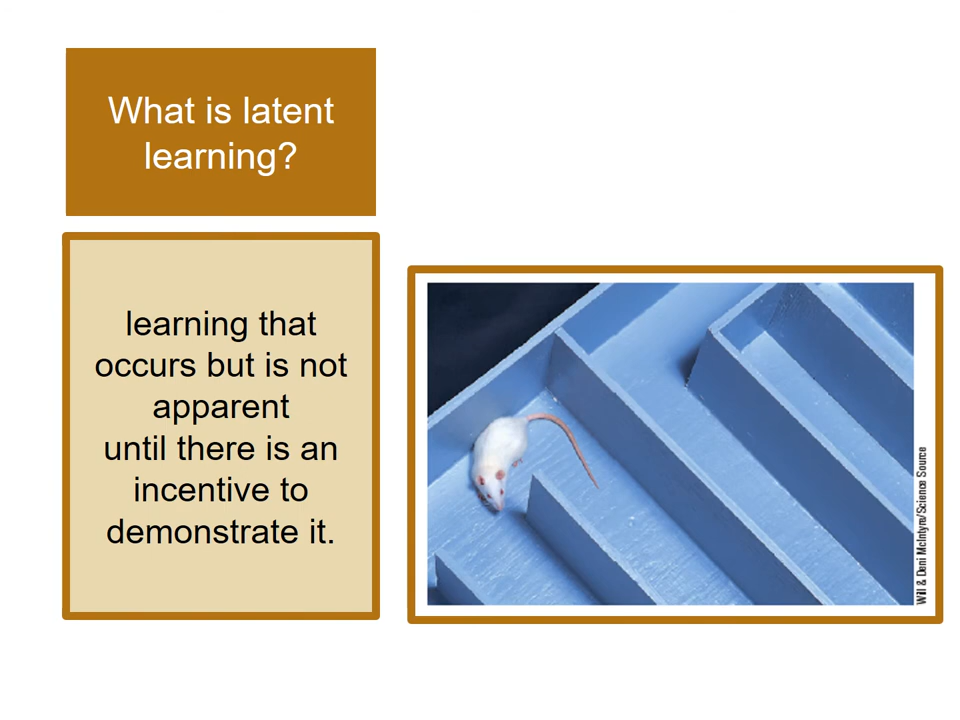 What is latent
learning?
learning that
occurs but is not
apparent
until there is an
incentive to
demonstrate it.
Will & Deni McIntyre/Science Source